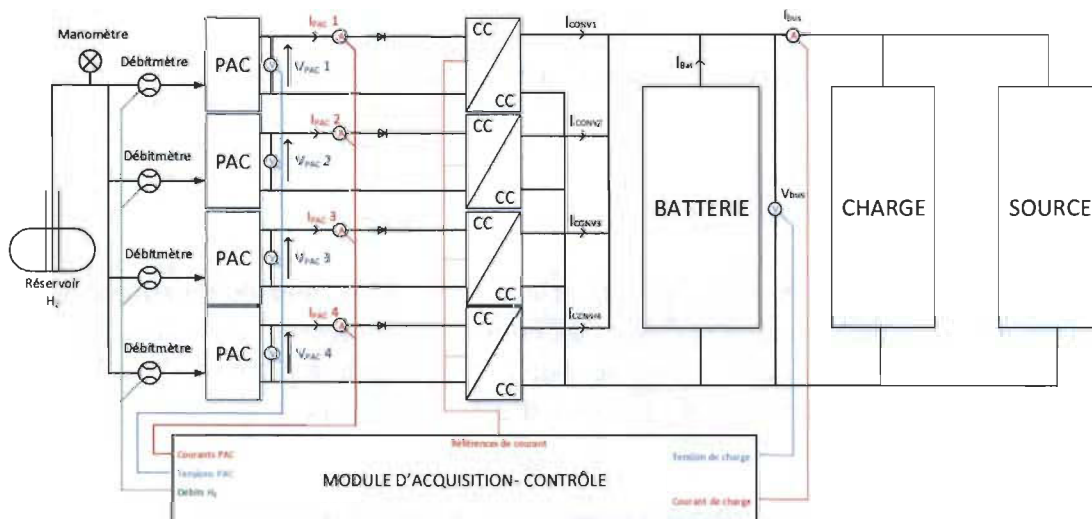 Manomètre
Débitmètre
PAC
I_PAC 1
V_PAC 1
CC
CC
I_CONV1
I_Bat
I_bus
Débitmètre
PAC
I_PAC 2
V_PAC 2
CC
CC
I_CONV2
Débitmètre
PAC
I_PAC 3
V_PAC 3
CC
CC
I_CONV3
Débitmètre
PAC
I_PAC 4
V_PAC 4
CC
CC
I_CONV4
Réservoir
H₂
BATTERIE
V_bus
CHARGE
SOURCE
Références de courant
Courants PAC
Tensions PAC
Débits H₂
MODULE D'ACQUISITION- CONTRÔLE
Tension de charge
Courant de charge